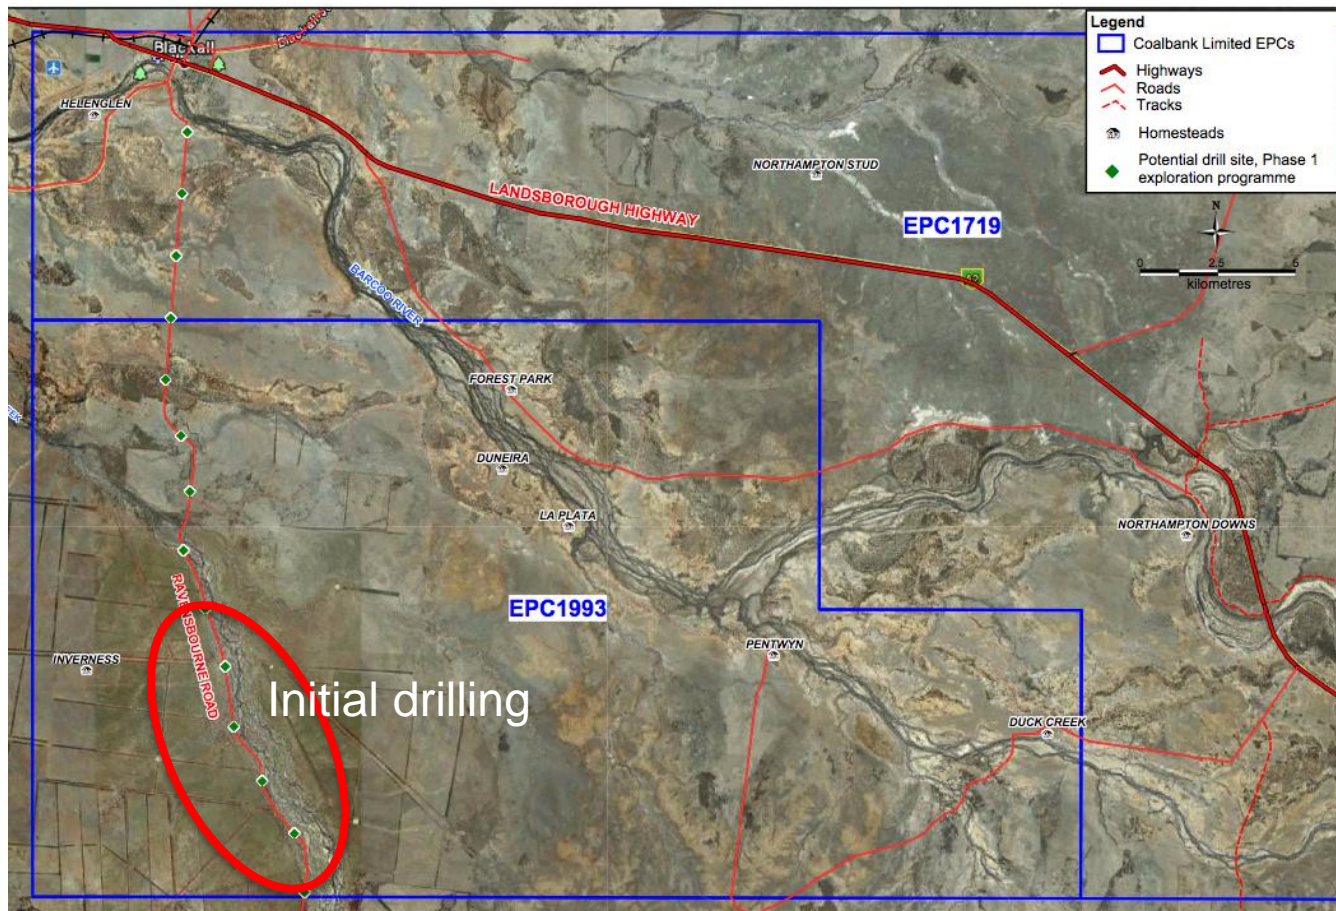 Blackall
Blackall
HELENGLEN
NORTHAMPTON STUD
LANDSBOROUGH HIGHWAY
EPC1719
BARCOO RIVER
FOREST PARK
DUNEIRA
LA PLATA
NORTHAMPTON DOWNS
EPC1993
RAVENSBOURNE ROAD
INVERNESS
PENTWYN
Initial drilling
DUCK CREEK
Legend
Coalbank Limited EPCs
Highways
Roads
Tracks
Homesteads
Potential drill site, Phase 1
exploration programme
N
0 2.5 5
kilometres